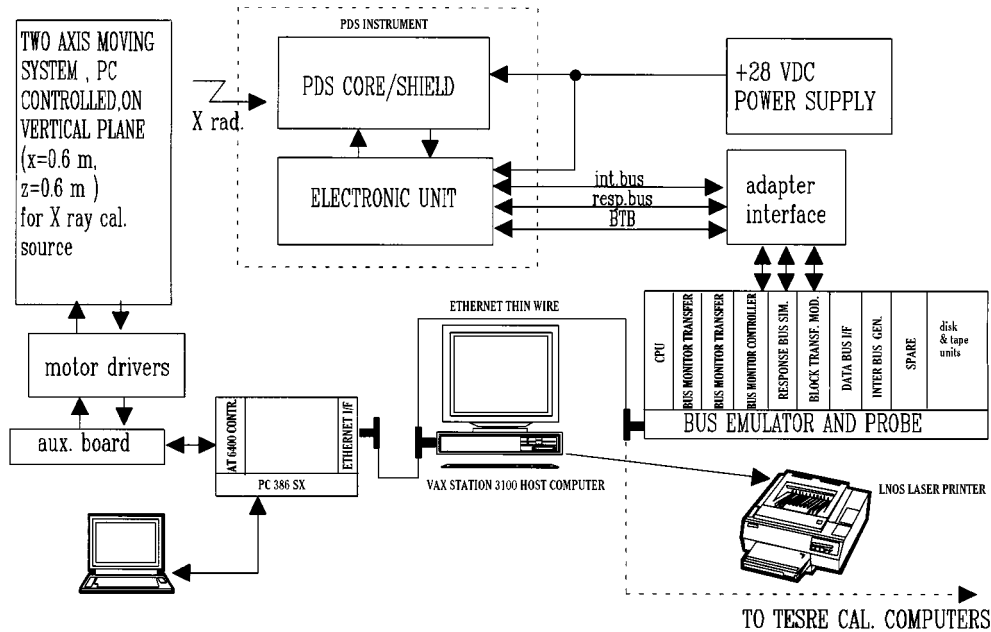 PDS INSTRUMENT
TWO AXIS MOVING
SYSTEM , PC
CONTROLLED,ON
VERTICAL PLANE
(x=0.6 m,
z=0.6 m )
for X ray cal.
source
X rad.
PDS CORE/SHIELD
+28 VDC
POWER SUPPLY
ELECTRONIC UNIT
int.bus
resp.bus
BTB
adapter
interface
ETHERNET THIN WIRE
CPU
BUS MONITOR TRANSFER
BUS MONITOR TRANSFER
BUS MONITOR CONTROLLER
RESPONSE BUS SIM.
BLOCK TRANSF. MOD.
DATA BUS I/F
INTER BUS GEN.
SPARE
disk
& tape
units
BUS EMULATOR AND PROBE
motor drivers
aux. board
AT 6400 CONTR.
ETHERNET I/F
PC 386 SX
VAX STATION 3100 HOST COMPUTER
LNOS LASER PRINTER
TO TESRE CAL. COMPUTERS